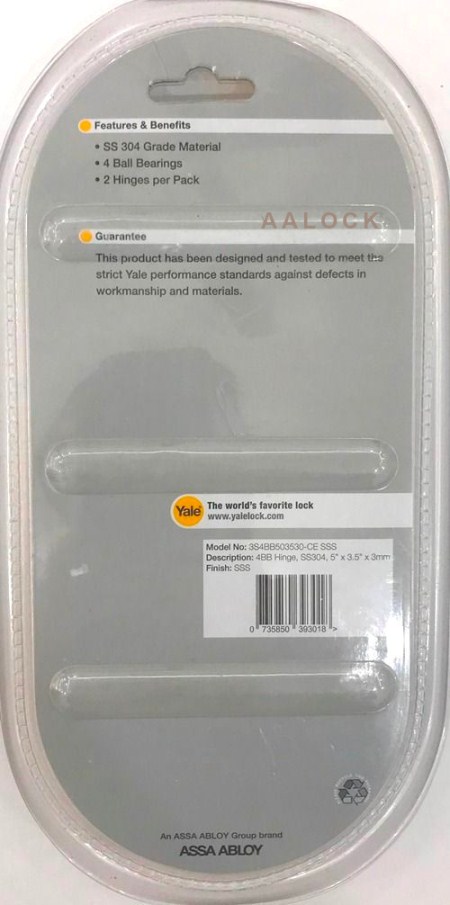 Features & Benefits
• SS 304 Grade Material
• 4 Ball Bearings
• 2 Hinges per Pack
AALOCK
Guarantee
This product has been designed and tested to meet the
strict Yale performance standards against defects in
workmanship and materials.
Yale
The world's favorite lock
www.yalelock.com
Model No: 3S4BB503530-CE SSS
Description: 4BB Hinge, SS304, 5" x 3.5" x 3mm
Finish: SSS
0 735850 393018 >
An ASSA ABLOY Group brand
ASSA ABLOY